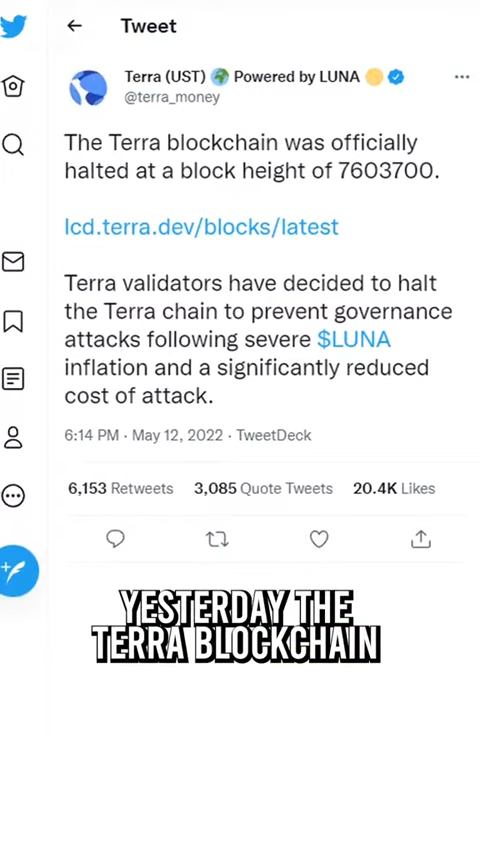 Tweet
Terra (UST) 🌍 Powered by LUNA 🌕
@terra_money
The Terra blockchain was officially
halted at a block height of 7603700.
lcd.terra.dev/blocks/latest
Terra validators have decided to halt
the Terra chain to prevent governance
attacks following severe $LUNA
inflation and a significantly reduced
cost of attack.
6:14 PM · May 12, 2022 · TweetDeck
6,153 Retweets 3,085 Quote Tweets 20.4K Likes
YESTERDAY THE
TERRA BLOCKCHAIN